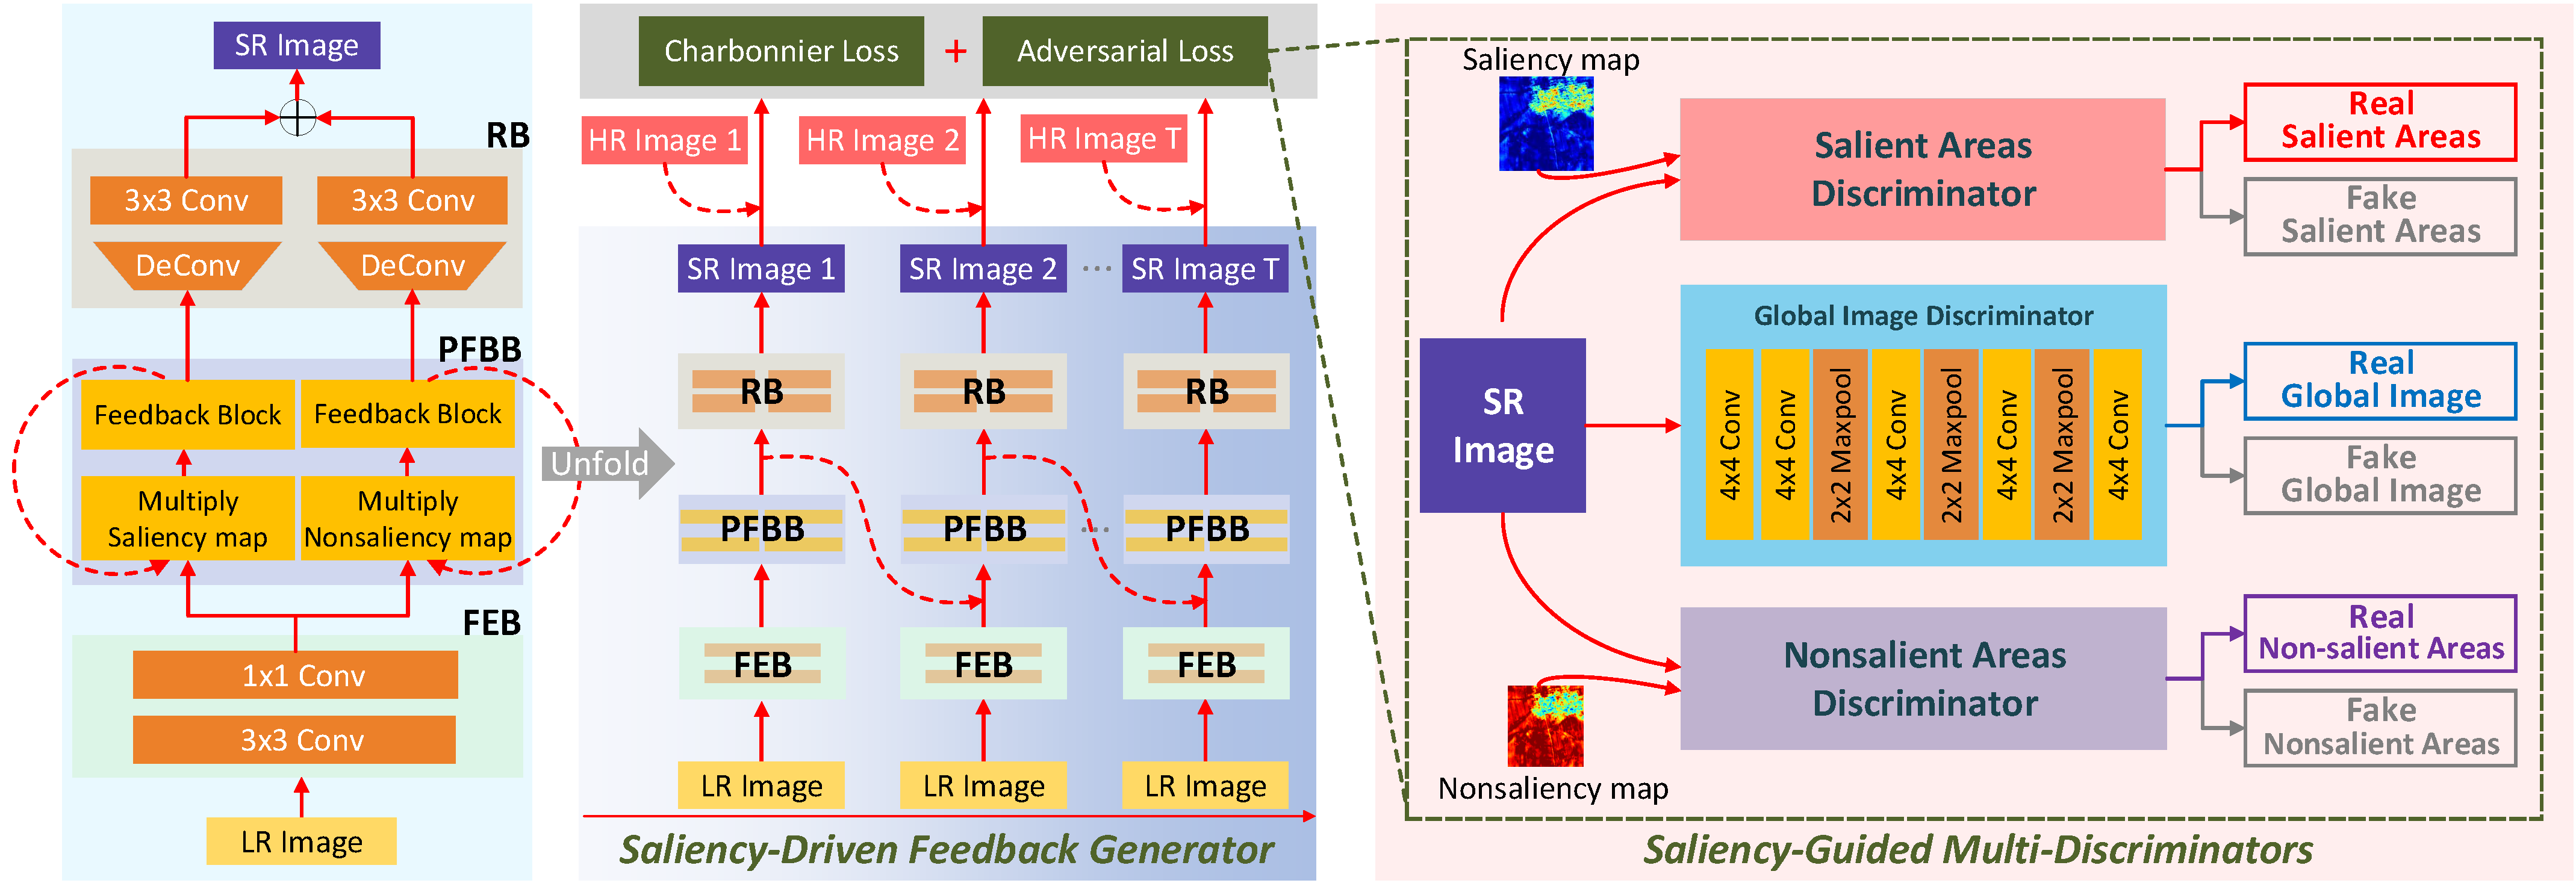 SR Image
RB
3x3 Conv
3x3 Conv
DeConv
DeConv
PFBB
Feedback Block
Feedback Block
Multiply
Saliency map
Multiply
Nonsaliency map
FEB
1x1 Conv
3x3 Conv
LR Image
Unfold
Charbonnier Loss
+
Adversarial Loss
HR Image 1
HR Image 2
HR Image T
SR Image 1
SR Image 2
...
SR Image T
RB
RB
RB
PFBB
PFBB
...
PFBB
FEB
FEB
FEB
LR Image
LR Image
LR Image
Saliency-Driven Feedback Generator
Saliency map
Salient Areas
Discriminator
Real
Salient Areas
Fake
Salient Areas
SR
Image
Global Image Discriminator
4x4 Conv
4x4 Conv
2x2 Maxpool
4x4 Conv
2x2 Maxpool
4x4 Conv
2x2 Maxpool
4x4 Conv
Real
Global Image
Fake
Global Image
Nonsalient Areas
Discriminator
Nonsaliency map
Real
Non-salient Areas
Fake
Nonsalient Areas
Saliency-Guided Multi-Discriminators